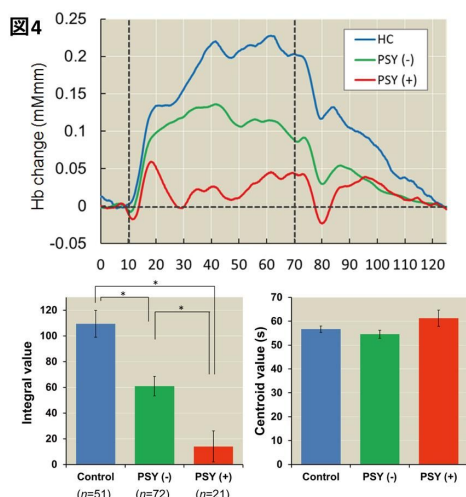 図4
Hb change (mMmm)
0.25
0.2
0.15
0.1
0.05
0
-0.05
HC
PSY (-)
PSY (+)
0 10 20 30 40 50 60 70 80 90 100 110 120
Integral value
120
100
80
60
40
20
0
* * *
Control PSY (-) PSY (+)
(n=51) (n=72) (n=21)
Centroid value (s)
70
60
50
40
30
20
10
0
Control PSY (-) PSY (+)